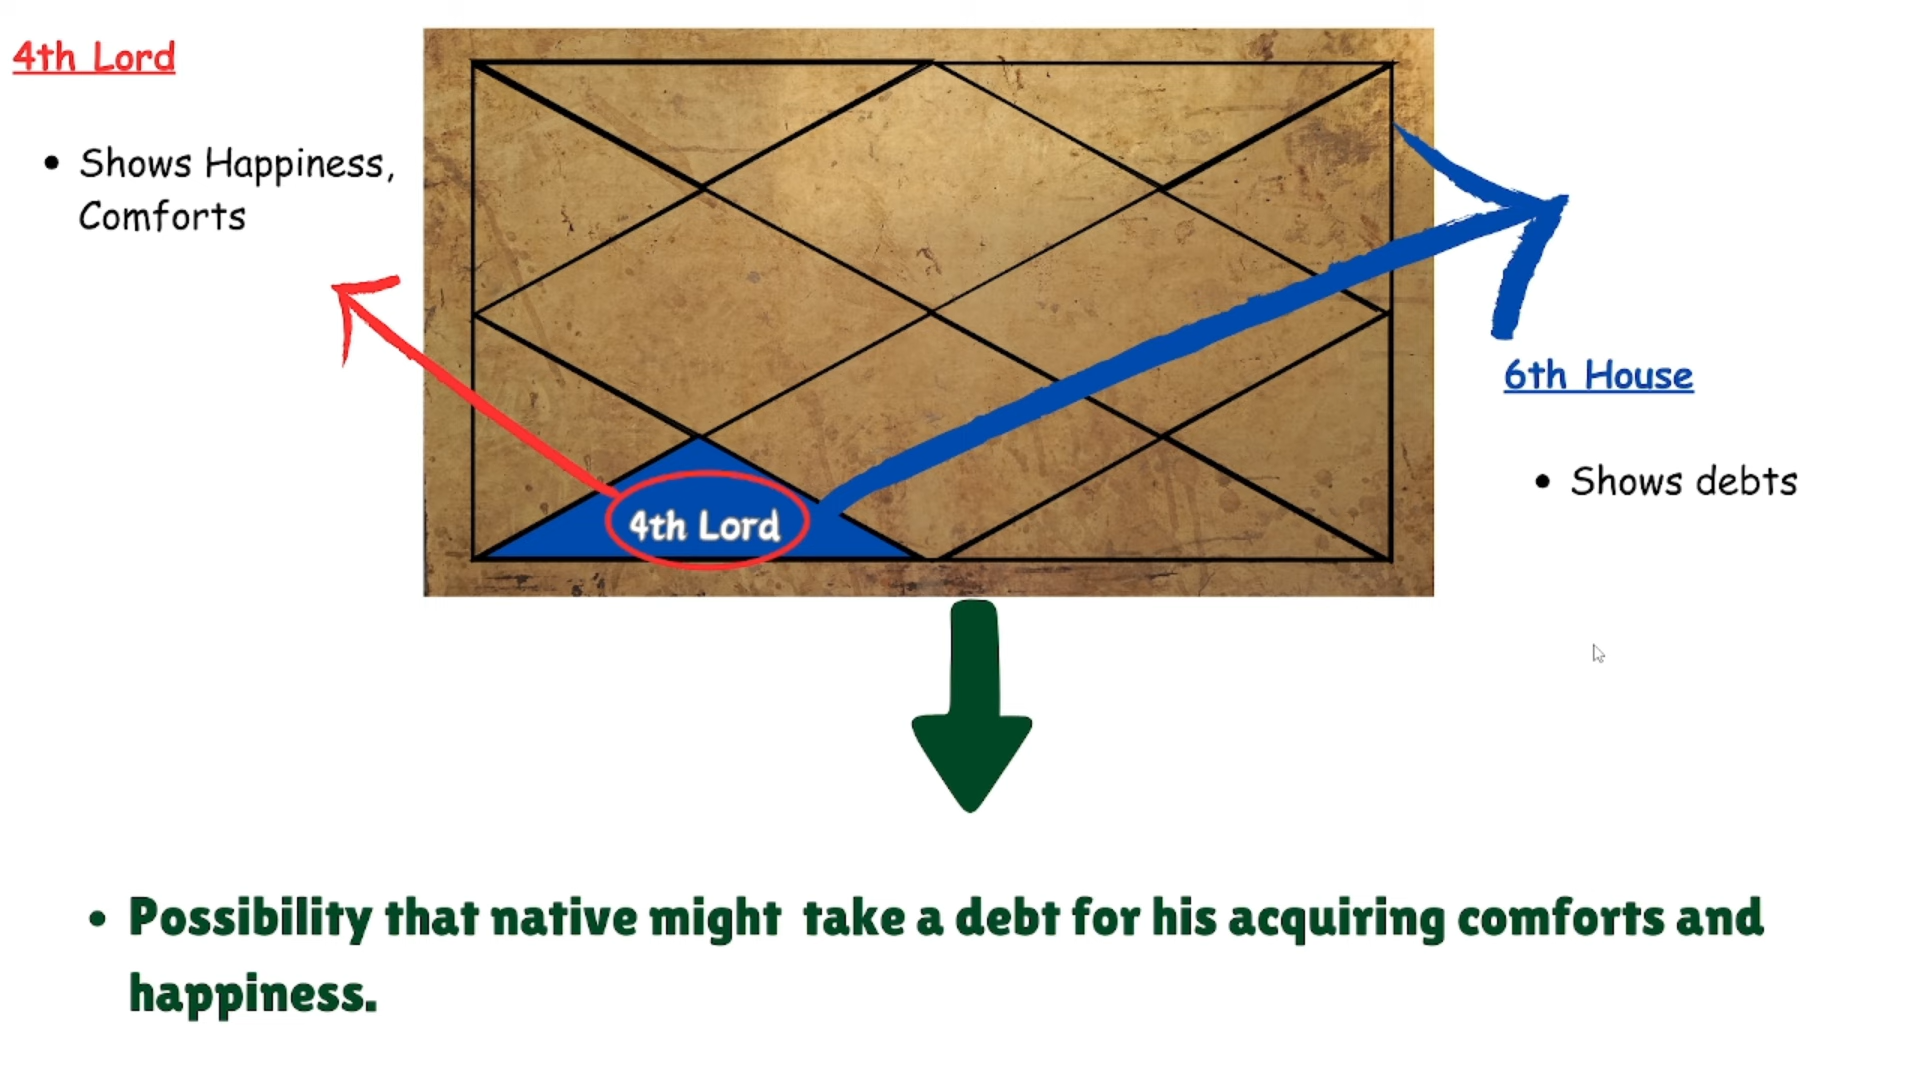 4th Lord
• Shows Happiness,
Comforts
4th Lord
6th House
• Shows debts
• Possibility that native might  take a debt for his acquiring comforts and
happiness.